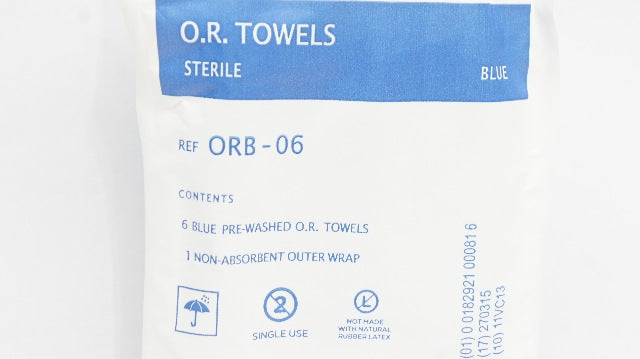 O.R. TOWELS
STERILE
BLUE
REF ORB-06
CONTENTS
6 BLUE PRE-WASHED O.R. TOWELS
1 NON-ABSORBENT OUTER WRAP
2
SINGLE USE
L
NOT MADE
WITH NATURAL
RUBBER LATEX
(01) 0 0182921 00081 6
(17) 270315
(10) 11VC13